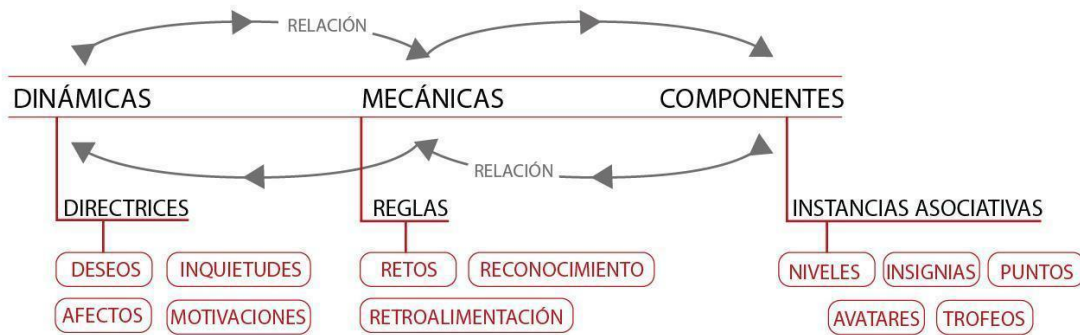 RELACIÓN
DINÁMICAS MECÁNICAS COMPONENTES
RELACIÓN
DIRECTRICES REGLAS INSTANCIAS ASOCIATIVAS
DESEOS INQUIETUDES RETOS RECONOCIMIENTO NIVELES INSIGNIAS PUNTOS
AFECTOS MOTIVACIONES RETROALIMENTACIÓN AVATARES TROFEOS